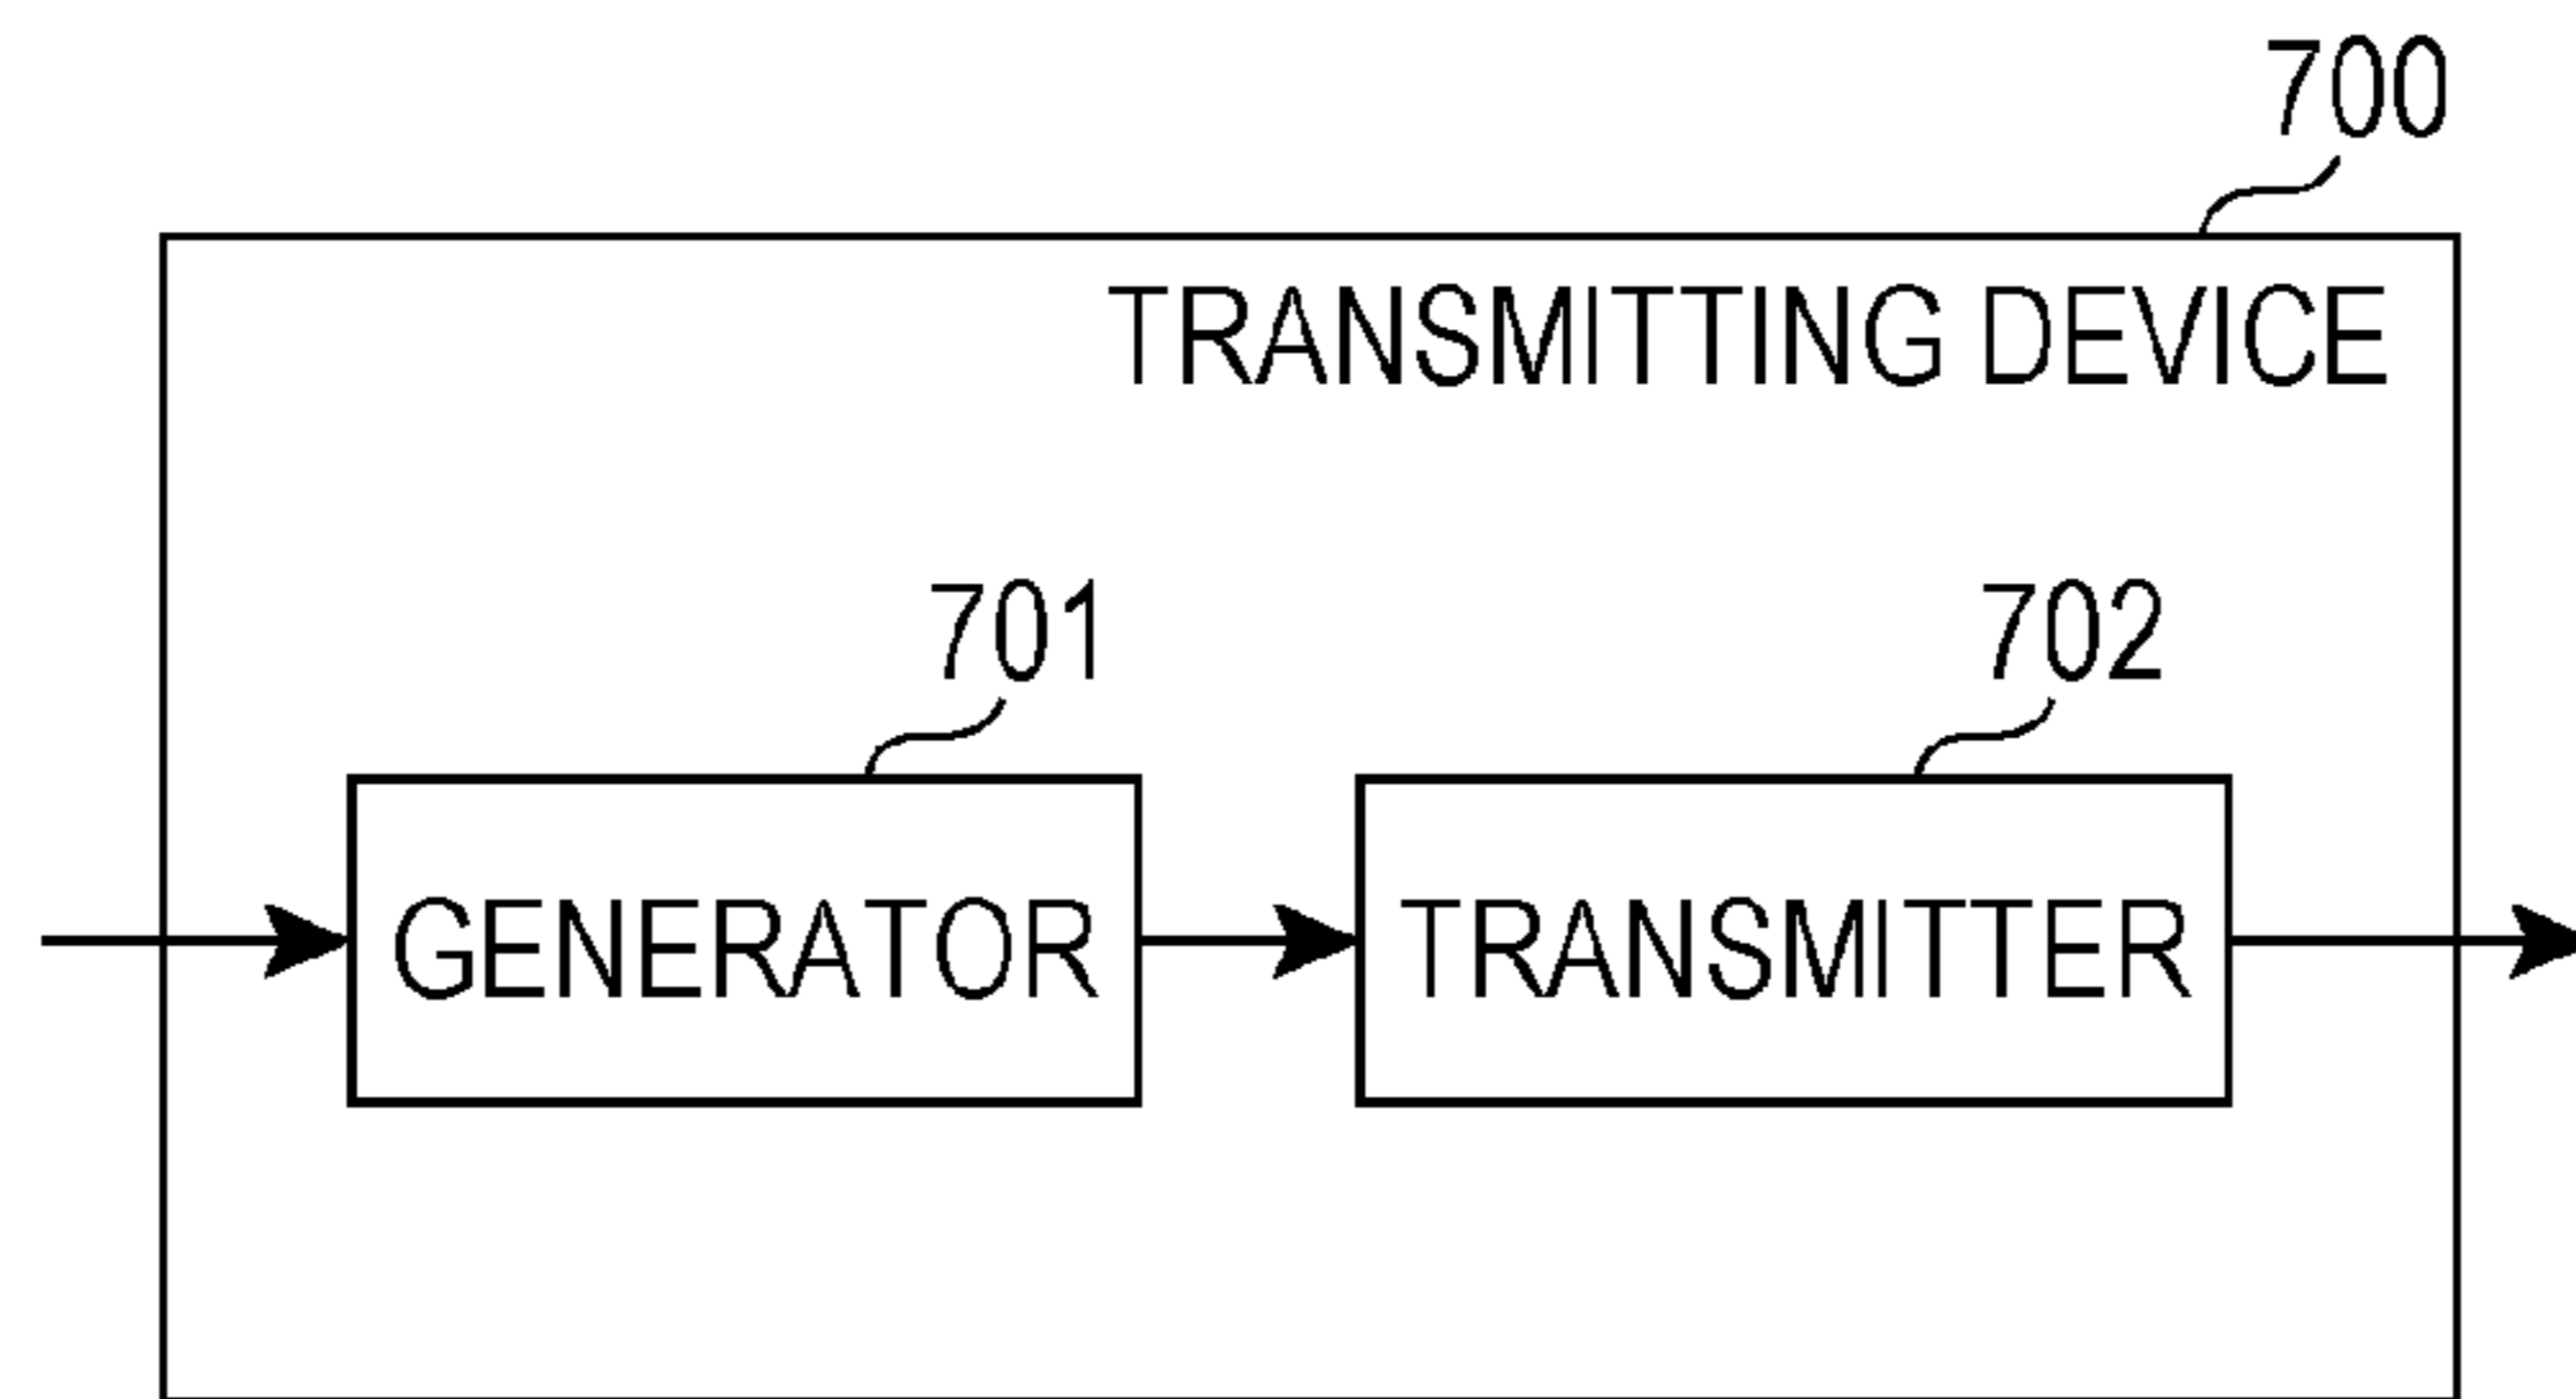 700
TRANSMITTING DEVICE
701
702
GENERATOR
TRANSMITTER